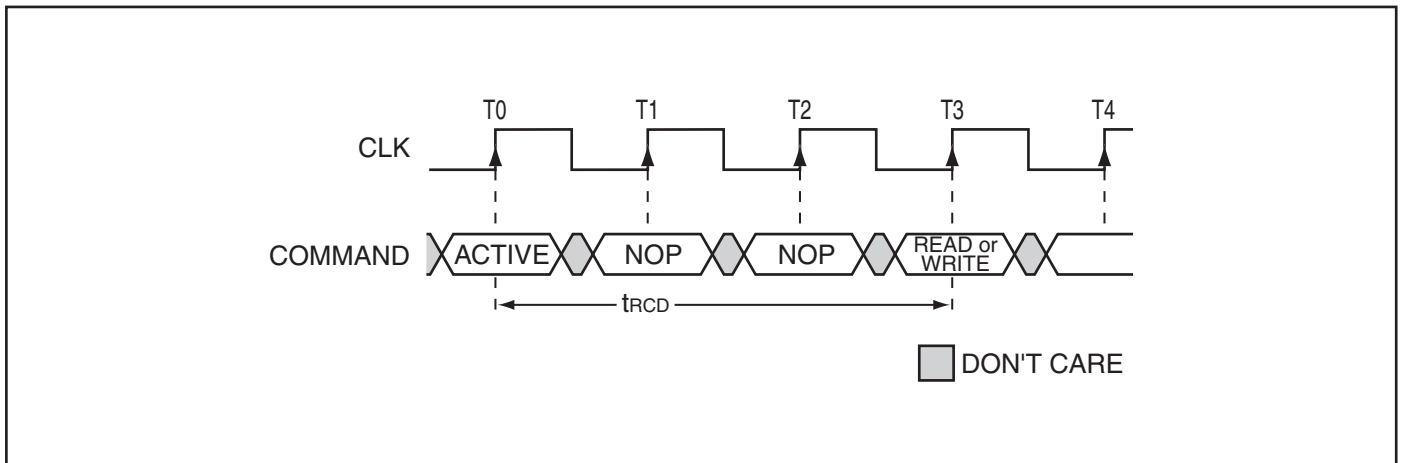 T0 T1 T2 T3 T4
CLK
COMMAND ACTIVE NOP NOP READ or
WRITE
tRCD
DON'T CARE